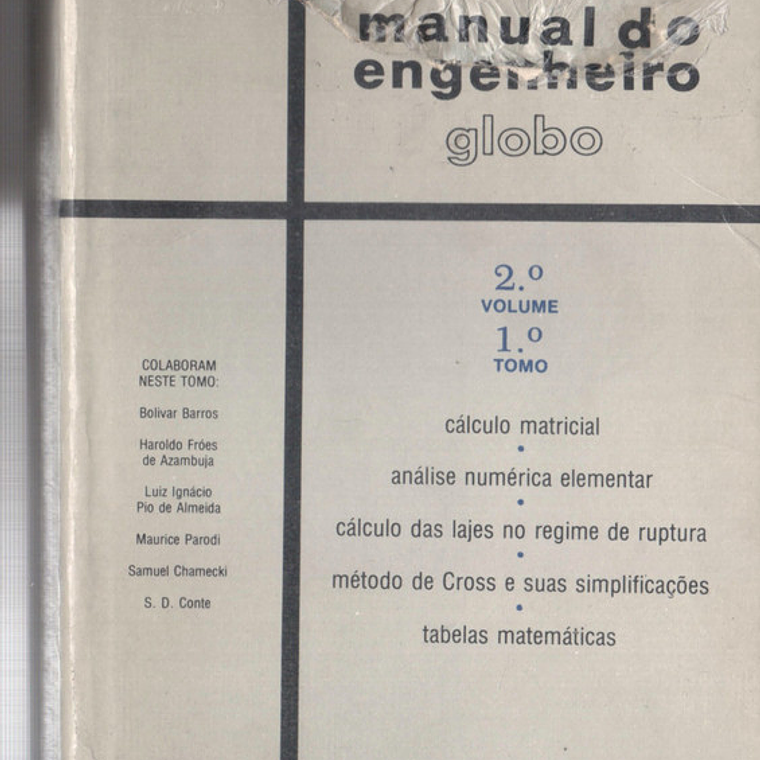 manual do
engenheiro
globo
2.º
VOLUME
1.º
TOMO
cálculo matricial
análise numérica elementar
cálculo das lajes no regime de ruptura
método de Cross e suas simplificações
tabelas matemáticas
COLABORAM
NESTE TOMO:
Bolivar Barros
Haroldo Fróes
de Azambuja
Luiz Ignácio
Pio de Almeida
Maurice Parodi
Samuel Chamecki
S. D. Conte